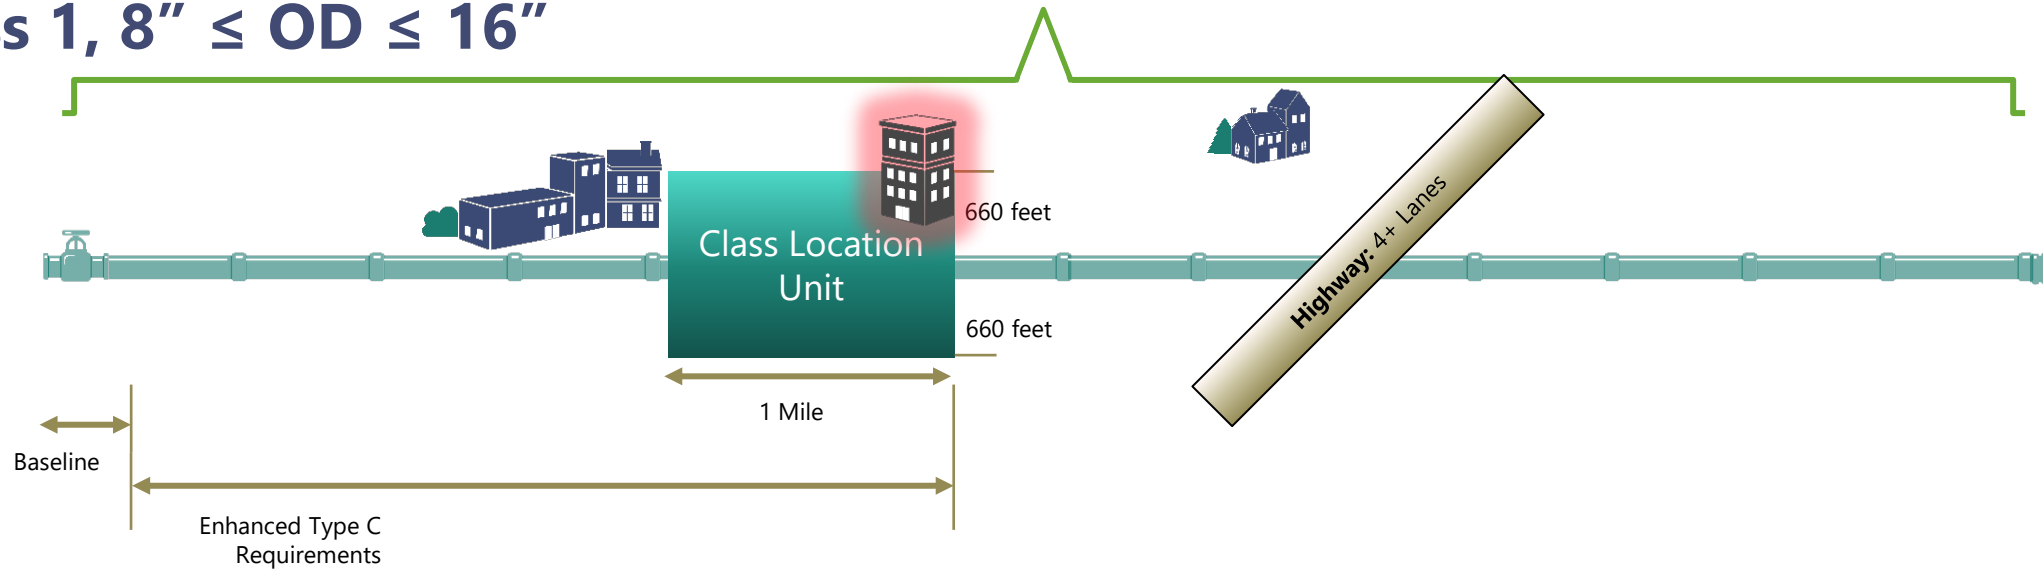 s 1, 8” ≤ OD ≤ 16”
660 feet
Class Location
Unit
660 feet
Highway: 4+ Lanes
1 Mile
Baseline
Enhanced Type C
Requirements